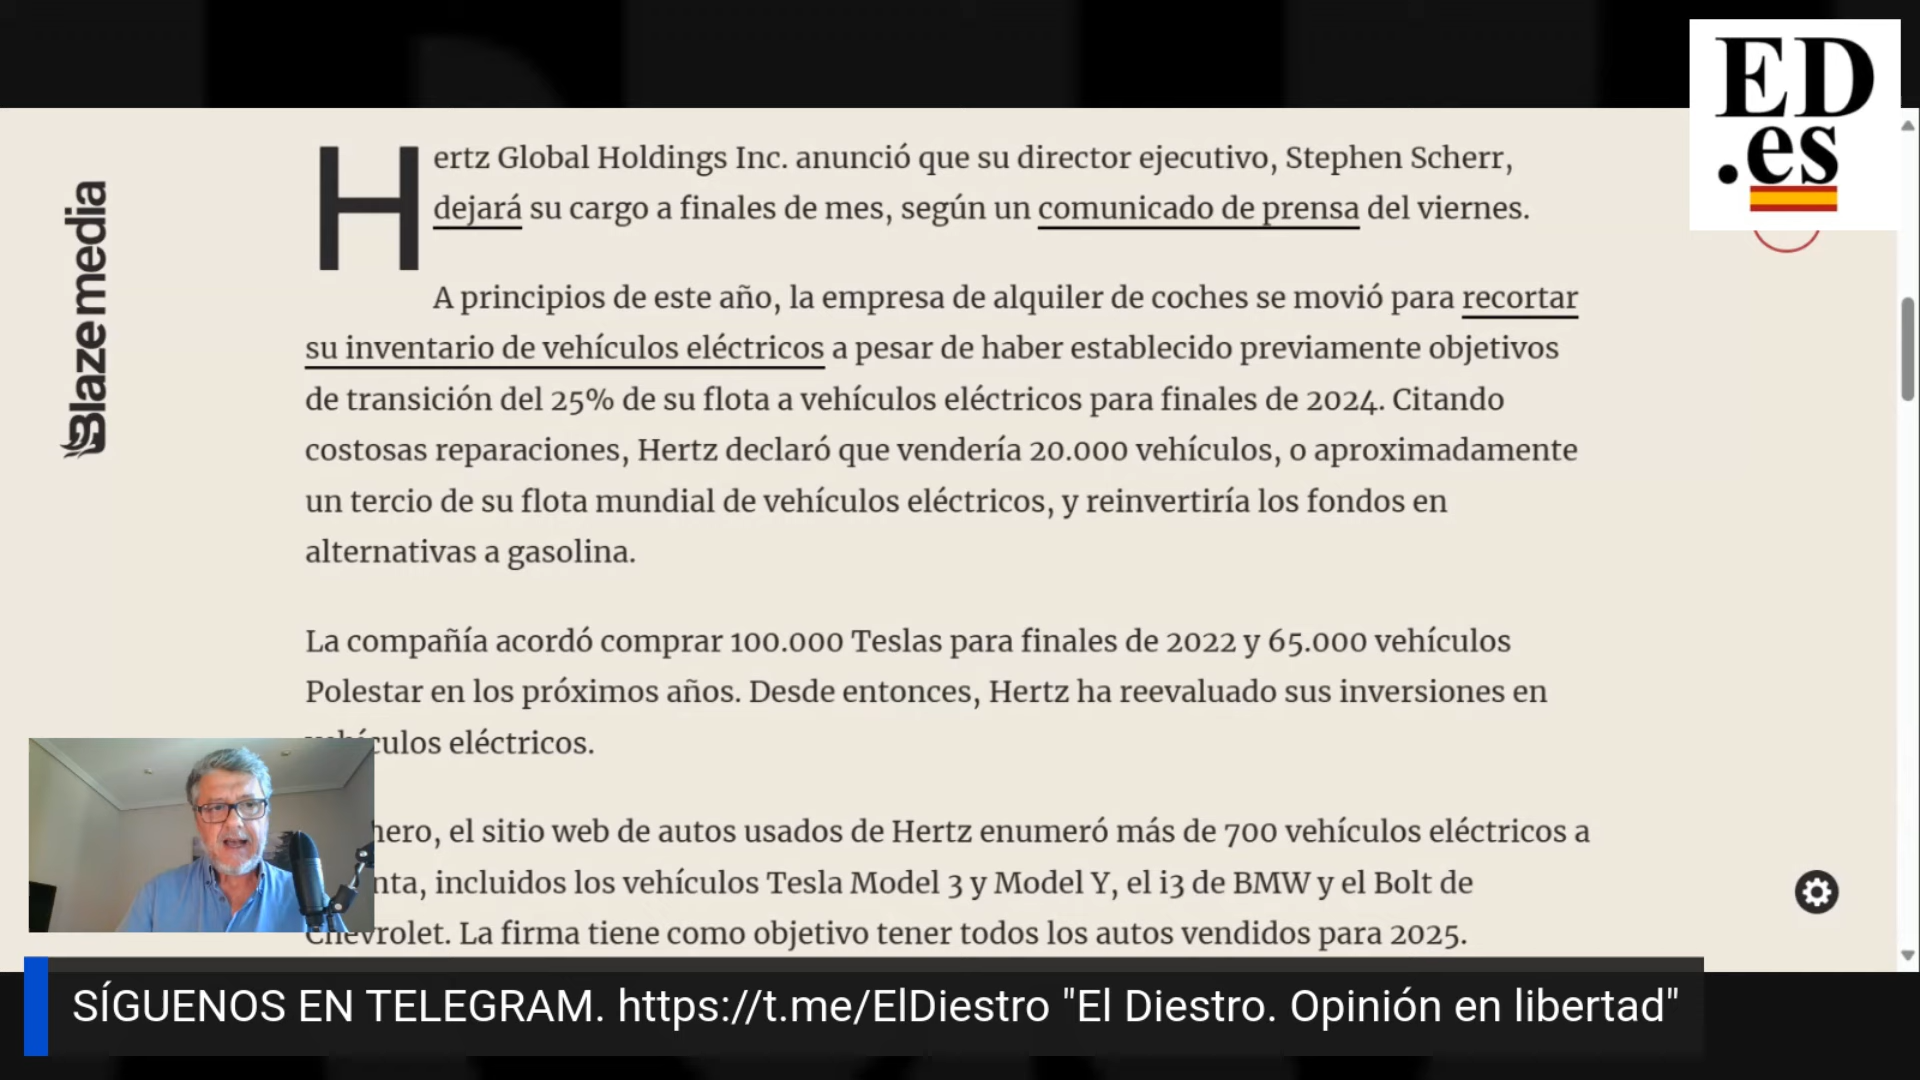 ED
.es
Blaze media
Hertz Global Holdings Inc. anunció que su director ejecutivo, Stephen Scherr,
dejará su cargo a finales de mes, según un comunicado de prensa del viernes.
A principios de este año, la empresa de alquiler de coches se movió para recortar
su inventario de vehículos eléctricos a pesar de haber establecido previamente objetivos
de transición del 25% de su flota a vehículos eléctricos para finales de 2024. Citando
costosas reparaciones, Hertz declaró que vendería 20.000 vehículos, o aproximadamente
un tercio de su flota mundial de vehículos eléctricos, y reinvertiría los fondos en
alternativas a gasolina.
La compañía acordó comprar 100.000 Teslas para finales de 2022 y 65.000 vehículos
Polestar en los próximos años. Desde entonces, Hertz ha reevaluado sus inversiones en
vehículos eléctricos.
el sitio web de autos usados de Hertz enumeró más de 700 vehículos eléctricos a
incluidos los vehículos Tesla Model 3 y Model Y, el i3 de BMW y el Bolt de
Chevrolet. La firma tiene como objetivo tener todos los autos vendidos para 2025.
SÍGUENOS EN TELEGRAM. https://t.me/ElDiestro "El Diestro. Opinión en libertad"